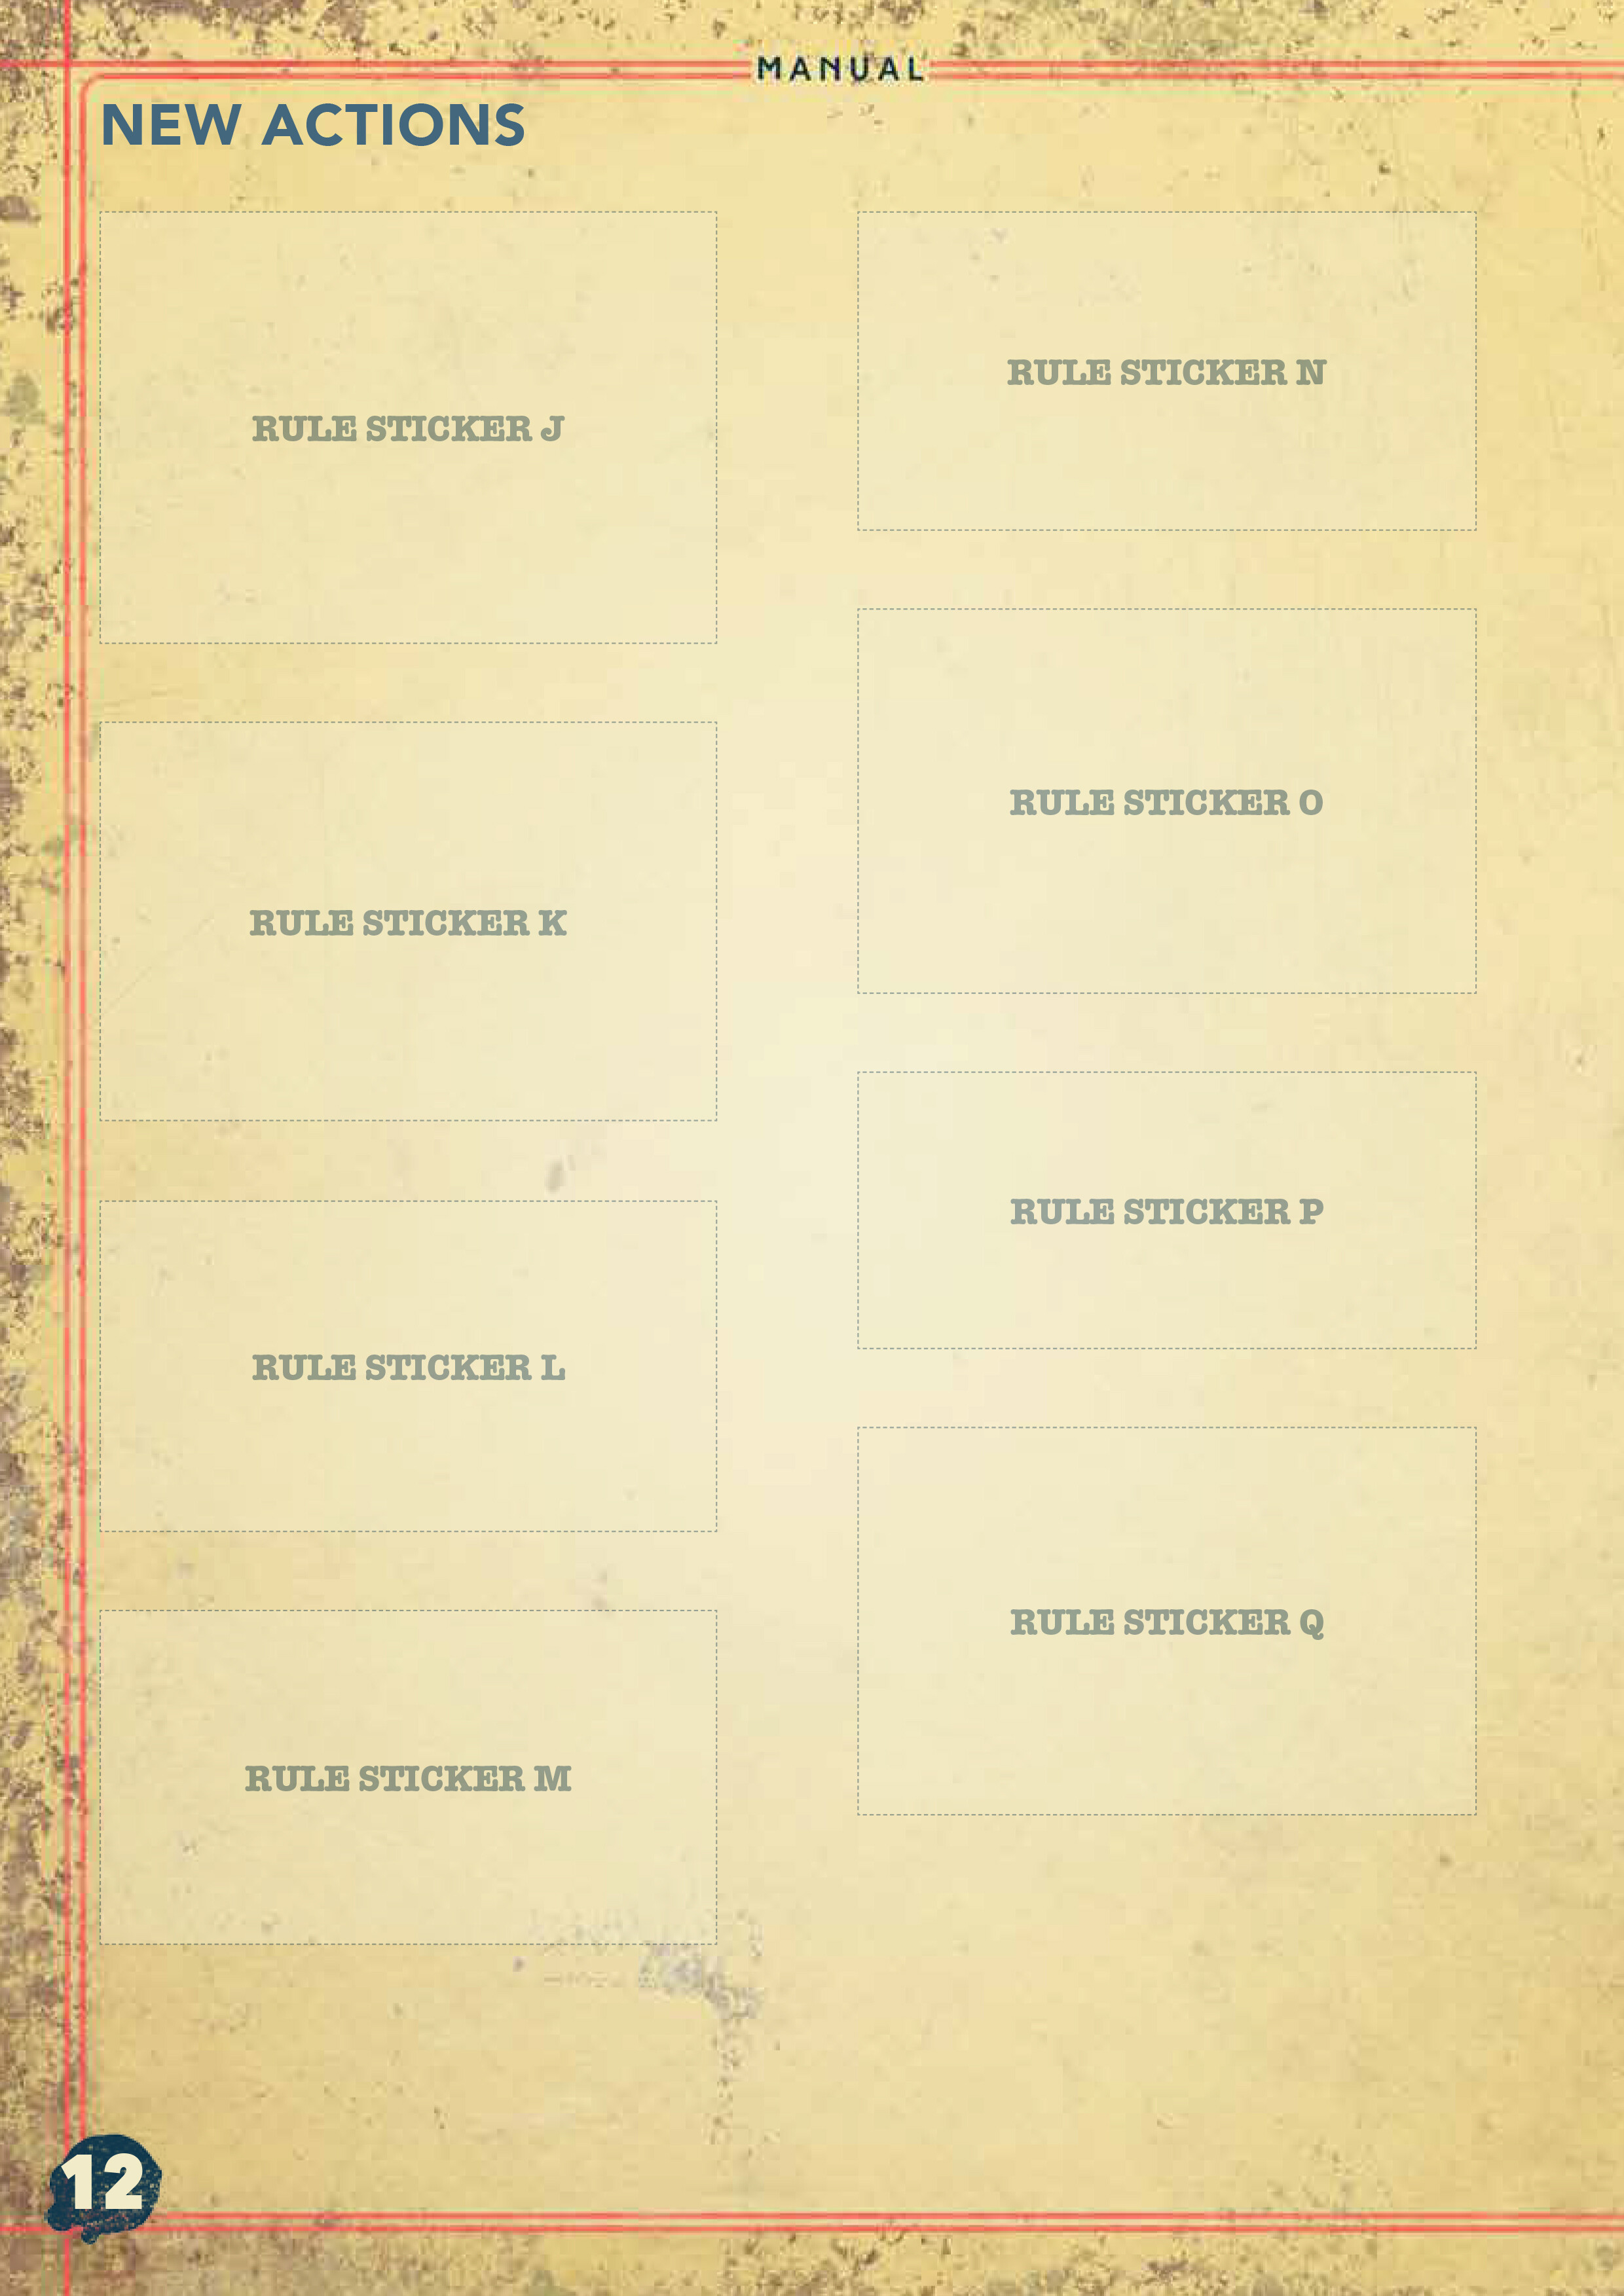 MANUAL
NEW ACTIONS
RULE STICKER J
RULE STICKER K
RULE STICKER L
RULE STICKER M
RULE STICKER N
RULE STICKER O
RULE STICKER P
RULE STICKER Q
12